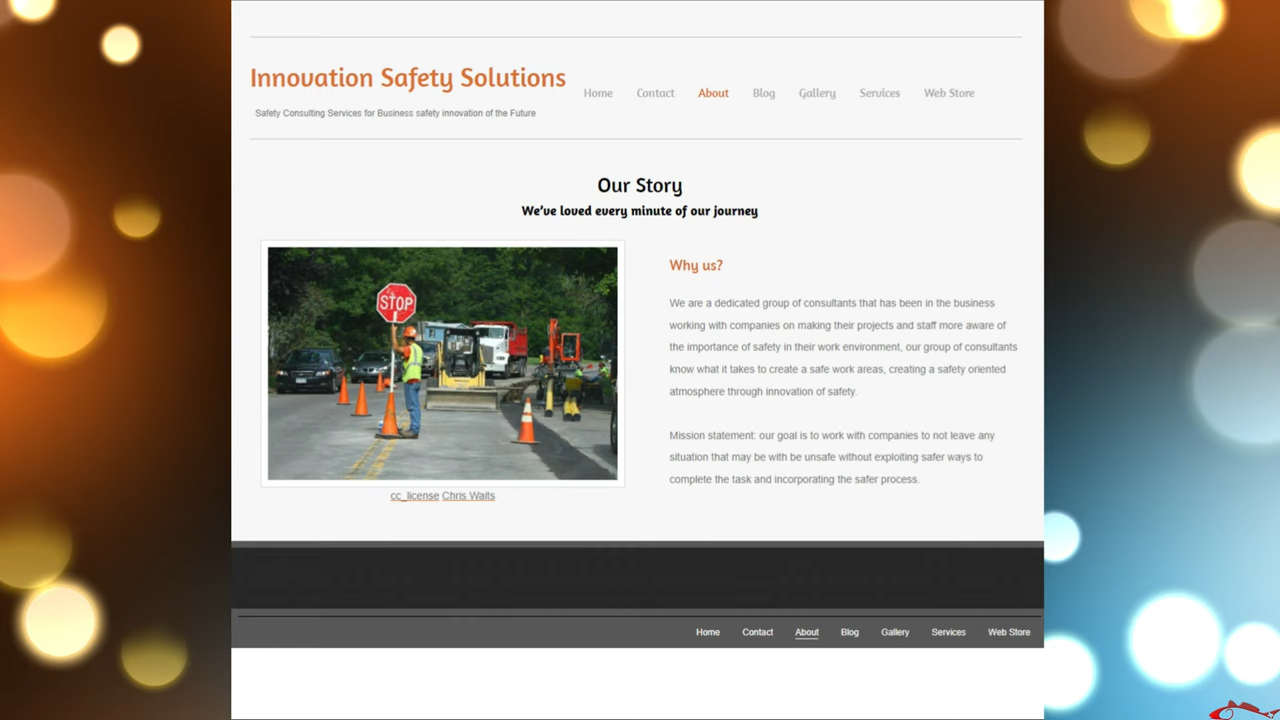 Innovation Safety Solutions
Safety Consulting Services for Business safety innovation of the Future
Home Contact About Blog Gallery Services Web Store
Our Story
We've loved every minute of our journey
STOP
cc_license Chris Waits
Why us?
We are a dedicated group of consultants that has been in the business
working with companies on making their projects and staff more aware of
the importance of safety in their work environment, our group of consultants
know what it takes to create a safe work areas, creating a safety oriented
atmosphere through innovation of safety.
Mission statement: our goal is to work with companies to not leave any
situation that may be with be unsafe without exploiting safer ways to
complete the task and incorporating the safer process.
Home Contact About Blog Gallery Services Web Store